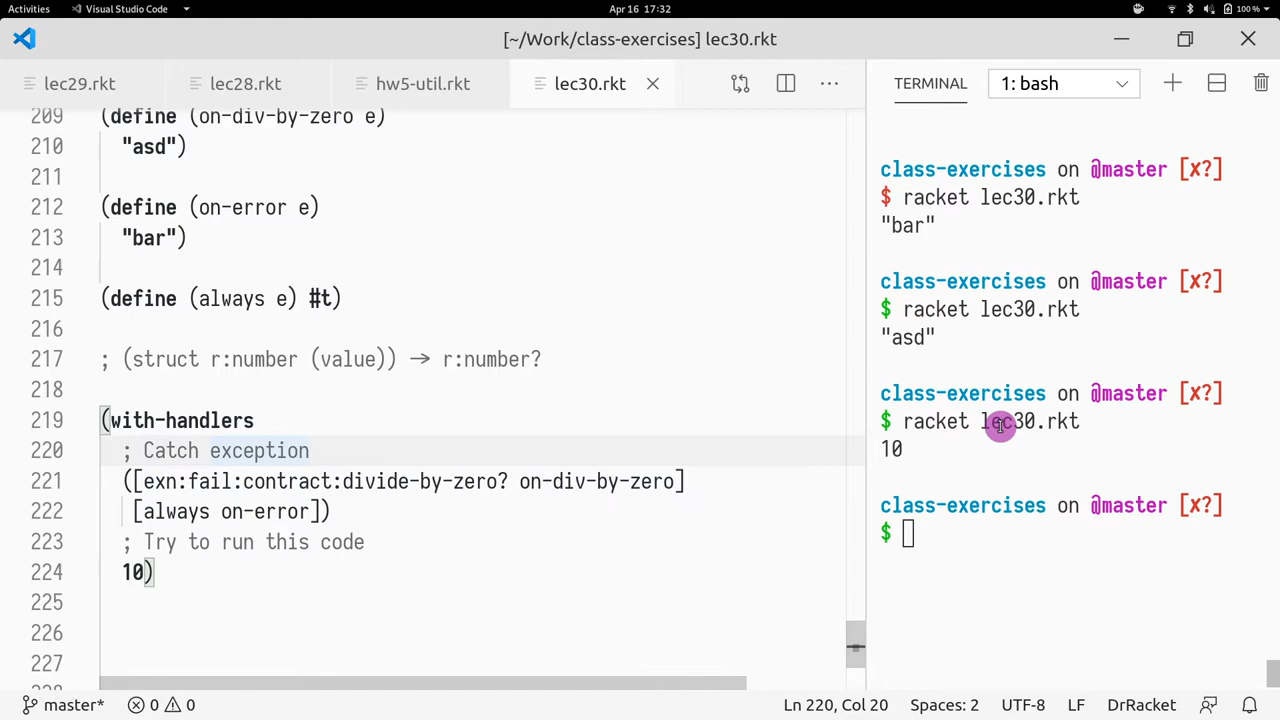 Activities Visual Studio Code Apr 16 17:32 100 %
[~/Work/class-exercises] lec30.rkt
lec29.rkt lec28.rkt hw5-util.rkt lec30.rkt
TERMINAL 1: bash
209 (define (on-div-by-zero e)
210 "asd")
211
212 (define (on-error e)
213 "bar")
214
215 (define (always e) #t)
216
217 ; (struct r:number (value)) → r:number?
218
219 (with-handlers
220 ; Catch exception
221 ([exn:fail:contract:divide-by-zero? on-div-by-zero]
222 [always on-error])
223 ; Try to run this code
224 10)
225
226
227
class-exercises on @master [✗?]
$ racket lec30.rkt
"bar"
class-exercises on @master [✗?]
$ racket lec30.rkt
"asd"
class-exercises on @master [✗?]
$ racket lec30.rkt
10
class-exercises on @master [✗?]
$
master* 0 0 Ln 220, Col 20 Spaces: 2 UTF-8 LF DrRacket